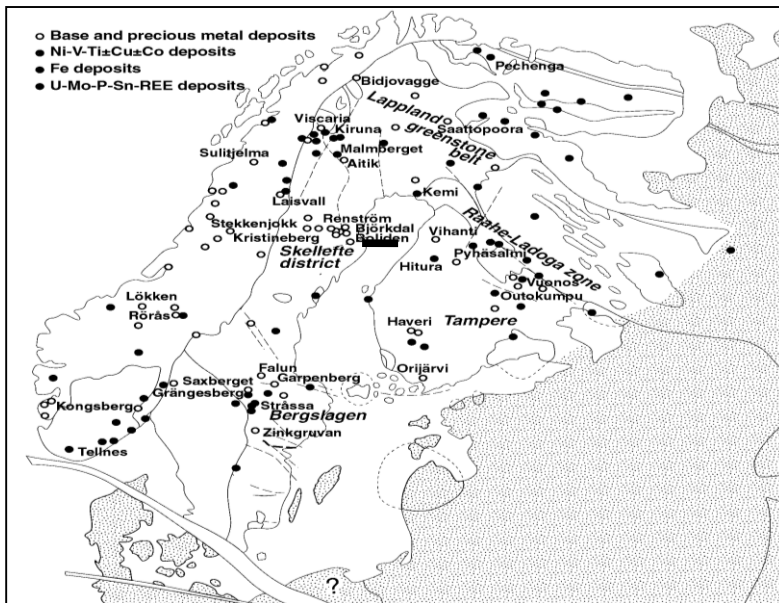 Base and precious metal deposits
Ni-V-Ti±Cu±Co deposits
Fe deposits
U-Mo-P-Sn-REE deposits
Pechenga
Bidjovagge
Lappland
greenstone
belt
Viscaria
Kiruna
Saattopoora
Malmberget
Sulitjelma
Aitik
Laisvall
Kemi
Renström
Stekkenjokk
Björkdal
Kristineberg
Boliden
Vihanti
Raahe-Ladoga zone
Skellefte
district
Pyhäsalmi
Hitura
Vuonos
Lökken
Outokumpu
Rörås
Haveri
Tampere
Falun
Orijärvi
Saxberget
Garpenberg
Grängesberg
Kongsberg
Stråssa
Bergslagen
Zinkgruvan
Tellnes
?